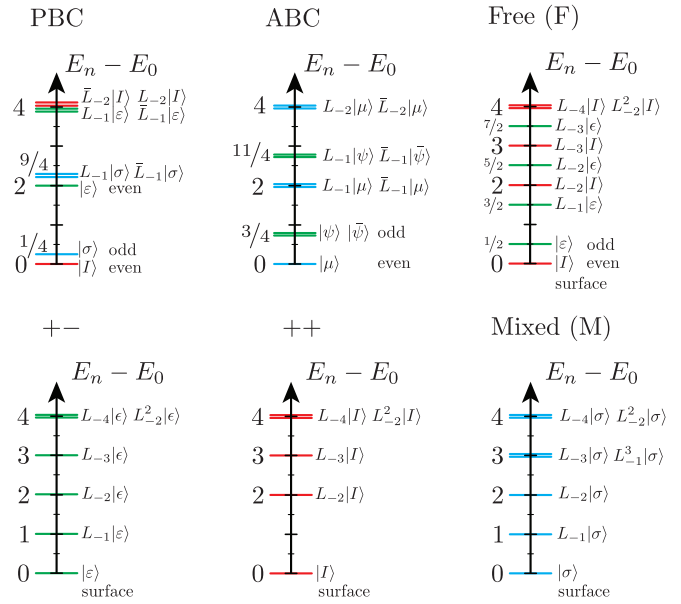 PBC
E_n − E_0
4
L̄_{-2}|I⟩ L_{-2}|I⟩
L_{-1}|ε⟩ L̄_{-1}|ε⟩
9/4
L_{-1}|σ⟩ L̄_{-1}|σ⟩
2
|ε⟩ even
1/4
|σ⟩ odd
0
|I⟩ even
ABC
E_n − E_0
4
L_{-2}|μ⟩ L̄_{-2}|μ⟩
11/4
L_{-1}|ψ⟩ L̄_{-1}|ψ̄⟩
2
L_{-1}|μ⟩ L̄_{-1}|μ⟩
3/4
|ψ⟩ |ψ̄⟩ odd
0
|μ⟩ even
Free (F)
E_n − E_0
4
L_{-4}|I⟩ L²_{-2}|I⟩
7/2
L_{-3}|ϵ⟩
3
L_{-3}|I⟩
5/2
L_{-2}|ϵ⟩
2
L_{-2}|I⟩
3/2
L_{-1}|ε⟩
1/2
|ε⟩ odd
0
|I⟩ even
surface
+−
E_n − E_0
4
L_{-4}|ϵ⟩ L²_{-2}|ϵ⟩
3
L_{-3}|ϵ⟩
2
L_{-2}|ϵ⟩
1
L_{-1}|ε⟩
0
|ε⟩
surface
++
E_n − E_0
4
L_{-4}|I⟩ L²_{-2}|I⟩
3
L_{-3}|I⟩
2
L_{-2}|I⟩
0
|I⟩
surface
Mixed (M)
E_n − E_0
4
L_{-4}|σ⟩ L²_{-2}|σ⟩
3
L_{-3}|σ⟩ L³_{-1}|σ⟩
2
L_{-2}|σ⟩
1
L_{-1}|σ⟩
0
|σ⟩
surface